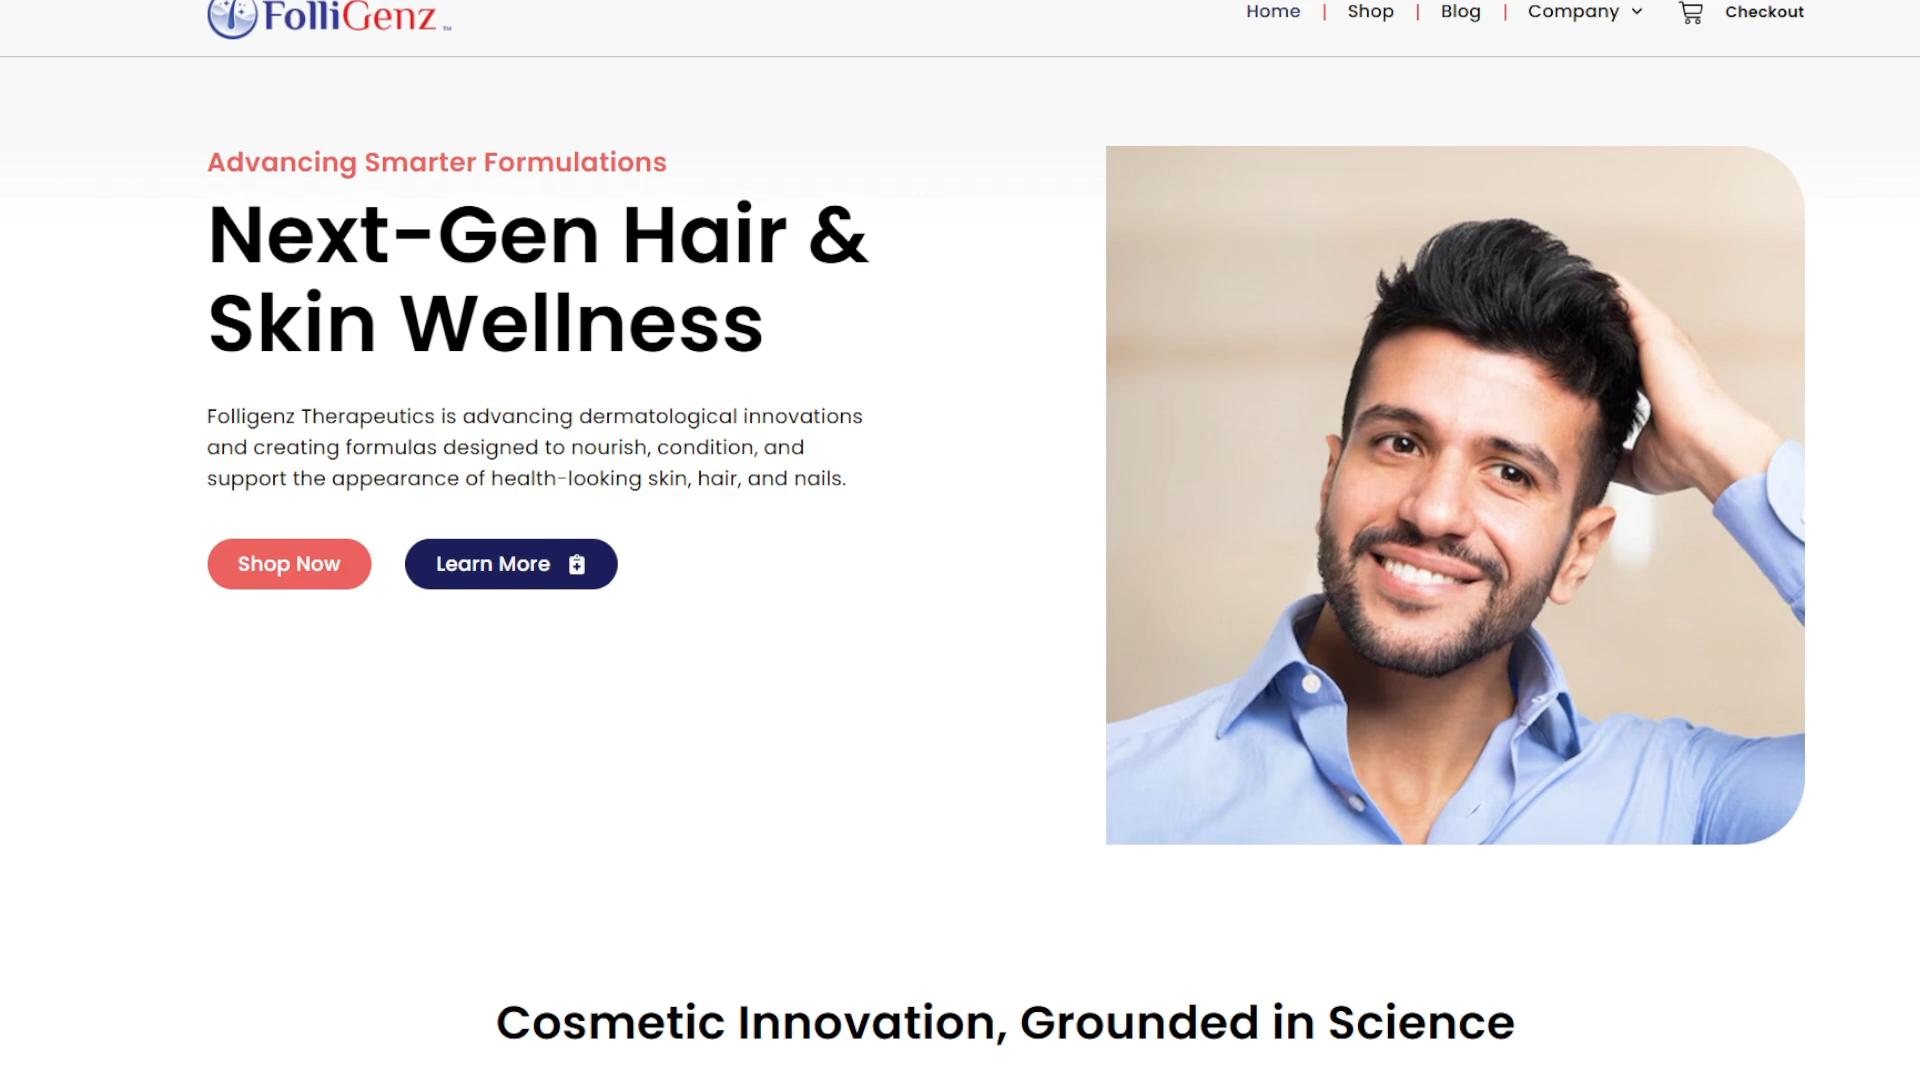 FolliGenz TM
Home | Shop | Blog | Company Checkout
Advancing Smarter Formulations
Next-Gen Hair &
Skin Wellness
Folligenz Therapeutics is advancing dermatological innovations
and creating formulas designed to nourish, condition, and
support the appearance of health-looking skin, hair, and nails.
Shop Now
Learn More
Cosmetic Innovation, Grounded in Science